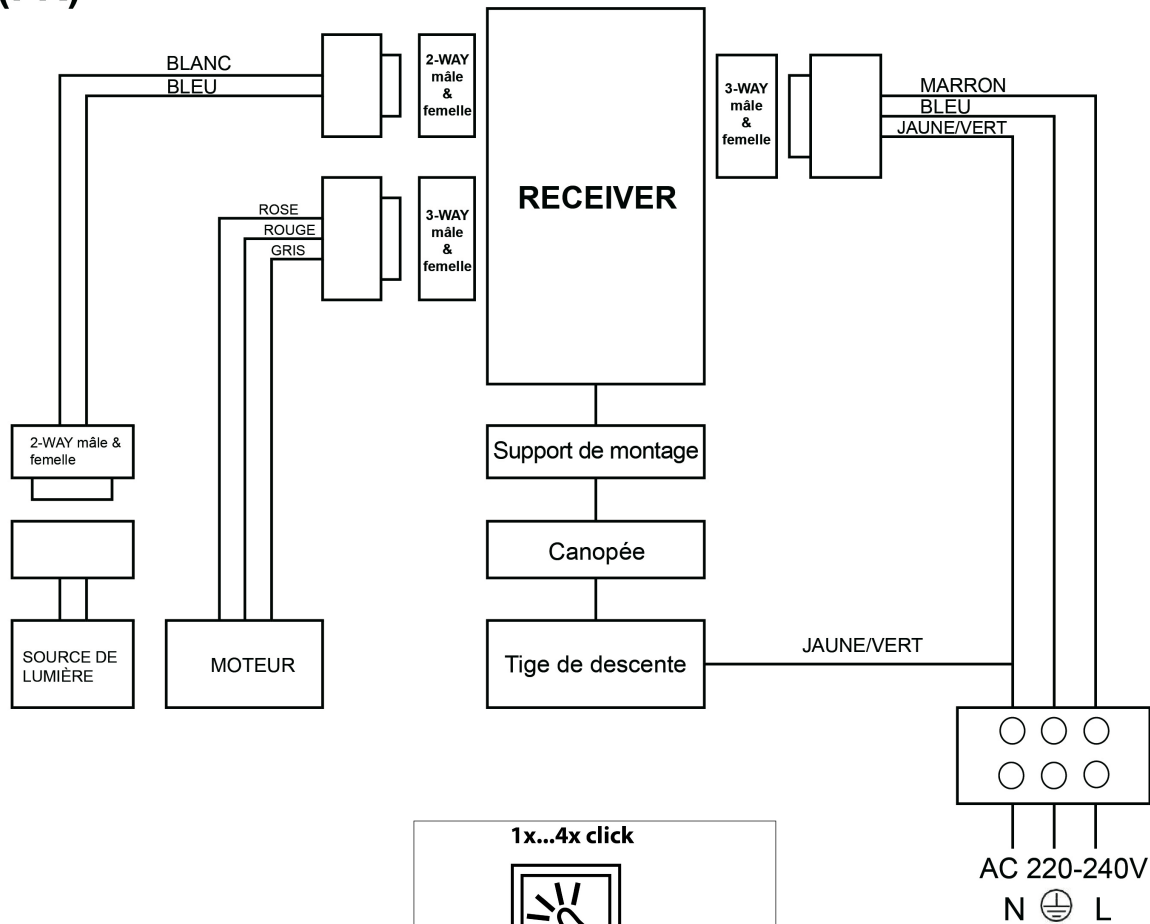 BLANC
BLEU
2-WAY
mâle
&
femelle
ROSE
ROUGE
GRIS
3-WAY
mâle
&
femelle
RECEIVER
3-WAY
mâle
&
femelle
MARRON
BLEU
JAUNE/VERT
2-WAY mâle &
femelle
SOURCE DE
LUMIÈRE
MOTEUR
Support de montage
Canopée
Tige de descente
JAUNE/VERT
AC 220-240V
N L
1x...4x click